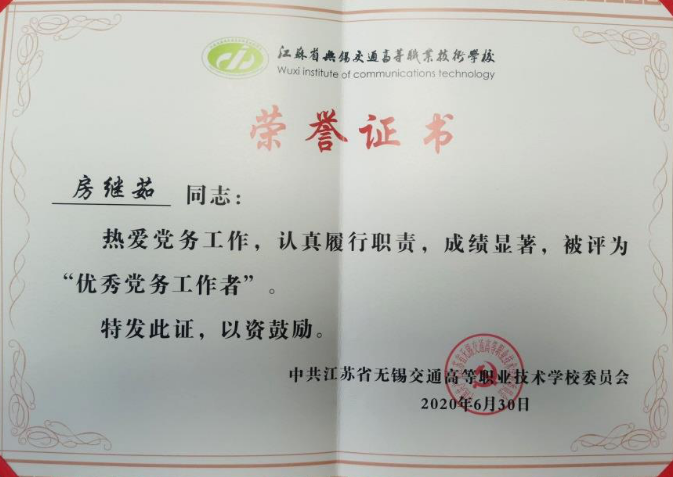 江苏省无锡交通高等职业技术学校
Wuxi institute of communications technology
荣誉证书
房继茹 同志：
热爱党务工作，认真履行职责，成绩显著，被评为
“优秀党务工作者”。
特发此证，以资鼓励。
中共江苏省无锡交通高等职业技术学校委员会
2020年6月30日